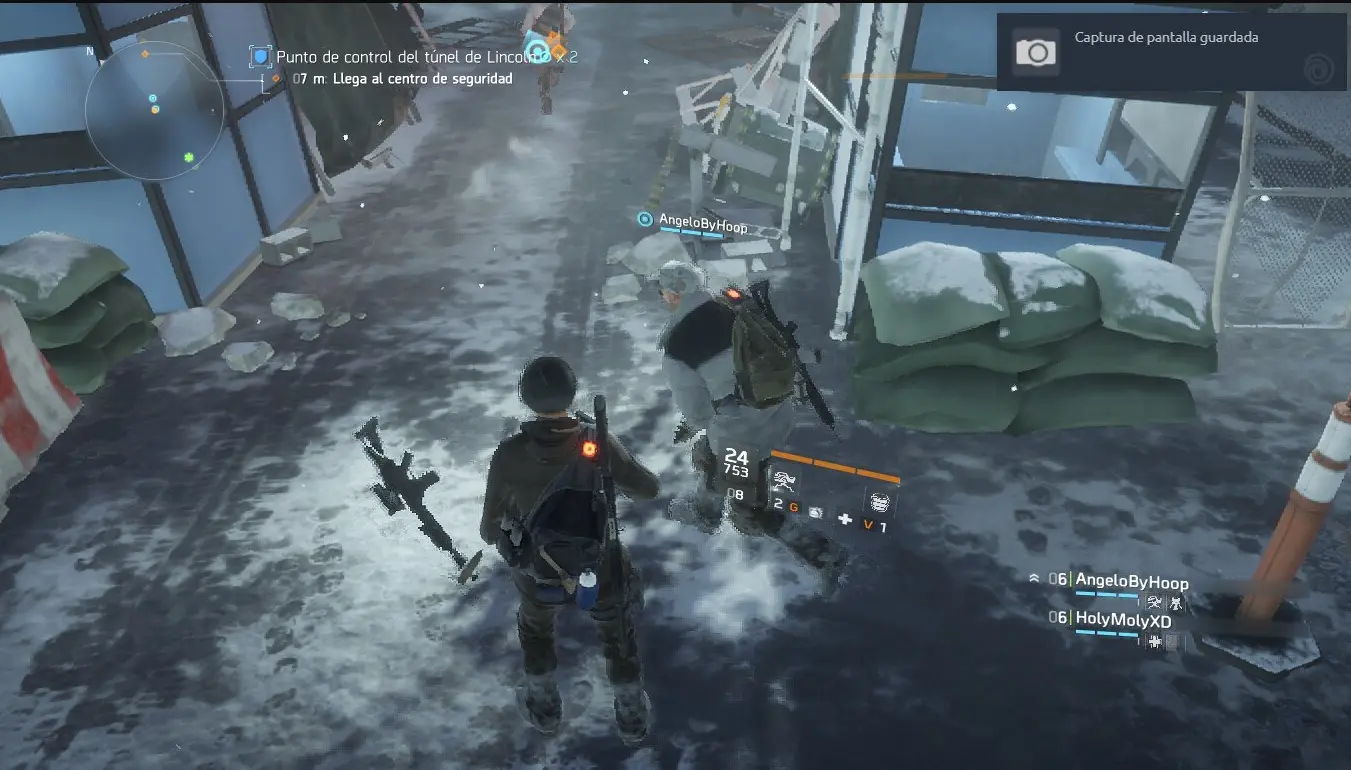 Captura de pantalla guardada
N
Punto de control del túnel de Lincoln x 2
07 m: Llega al centro de seguridad
AngeloByHoop
24
753
08
2 G
V 1
06 AngeloByHoop
06 HolyMolyXD